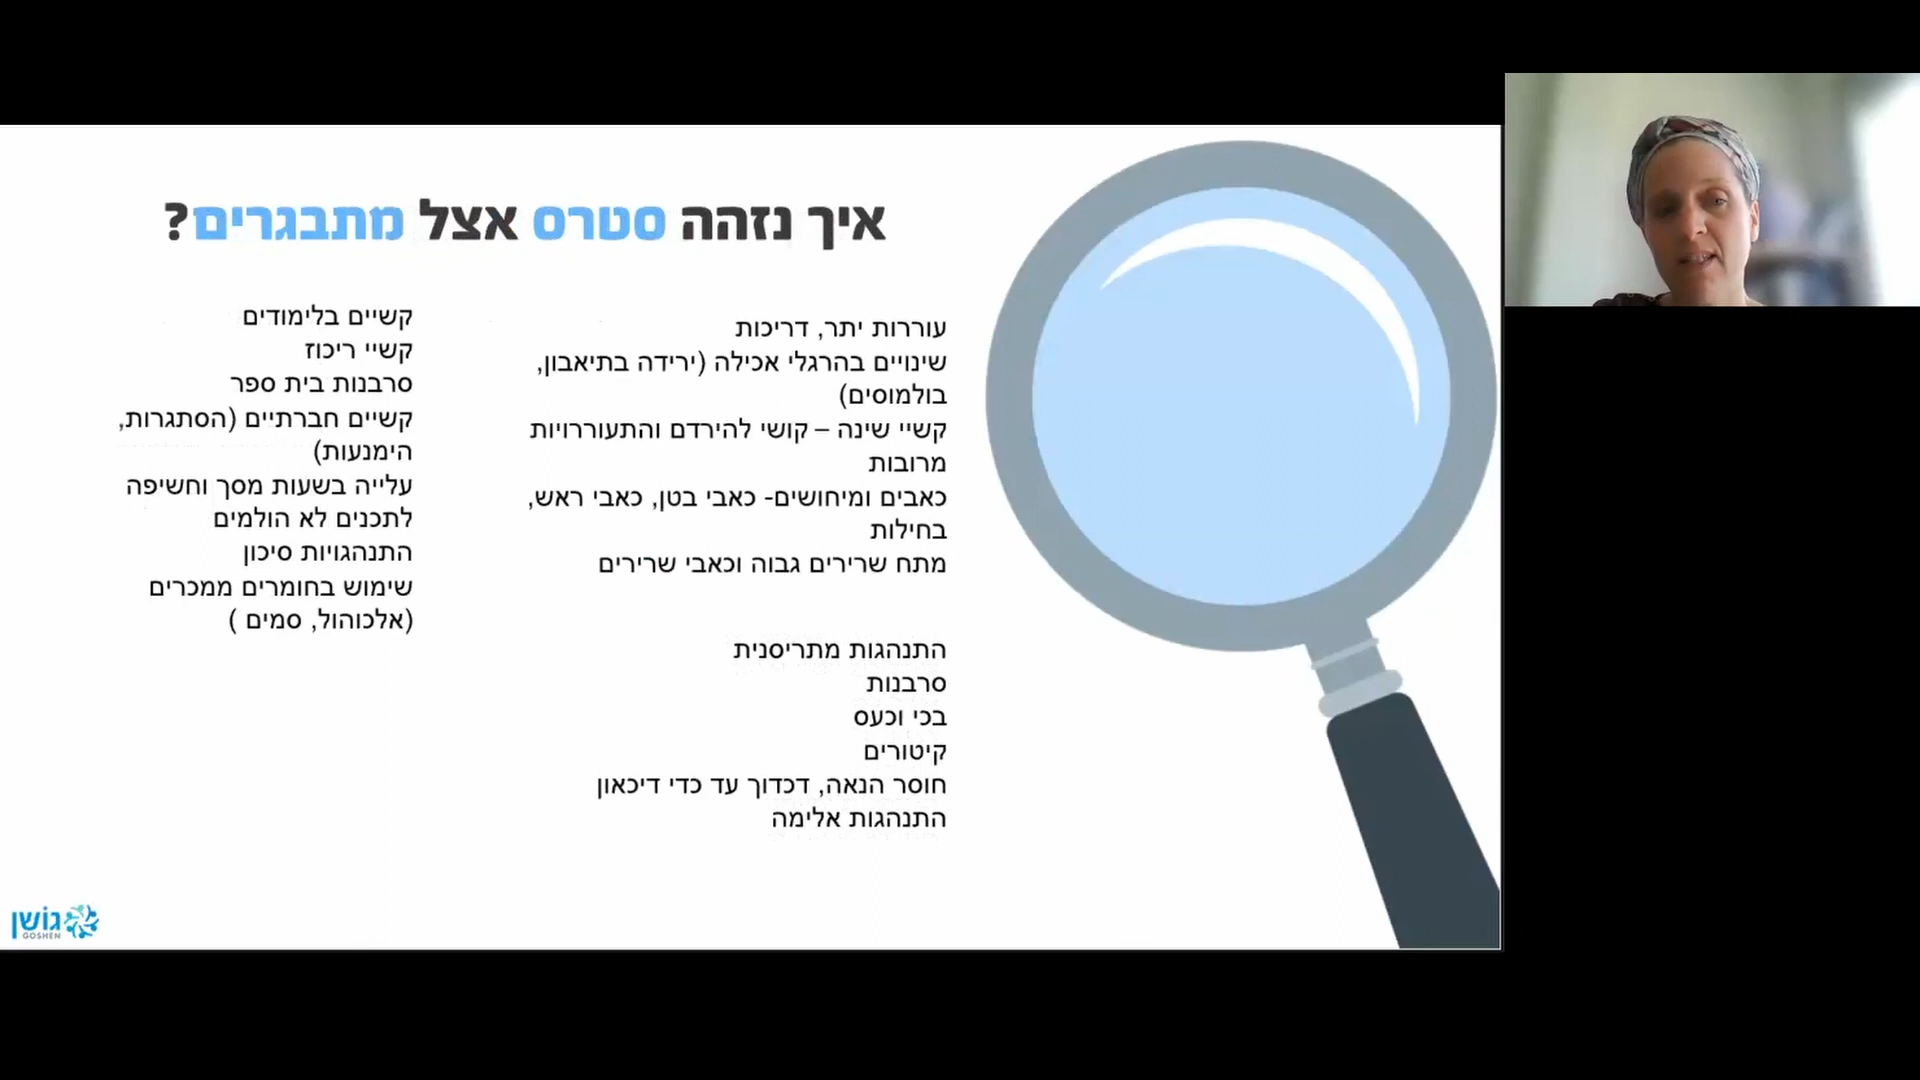 איך נזהה סטרס אצל מתבגרים?
עוררות יתר, דריכות
שינויים בהרגלי אכילה (ירידה בתיאבון,
בולמוסים)
קשיי שינה – קושי להירדם והתעוררויות
מרובות
כאבים ומיחושים- כאבי בטן, כאבי ראש,
בחילות
מתח שרירים גבוה וכאבי שרירים
התנהגות מתריסנית
סרבנות
בכי וכעס
קיטורים
חוסר הנאה, דכדוך עד כדי דיכאון
התנהגות אלימה
קשיים בלימודים
קשיי ריכוז
סרבנות בית ספר
קשיים חברתיים (הסתגרות,
הימנעות)
עלייה בשעות מסך וחשיפה
לתכנים לא הולמים
התנהגויות סיכון
שימוש בחומרים ממכרים
(אלכוהול, סמים )
גושן
GOSHEN